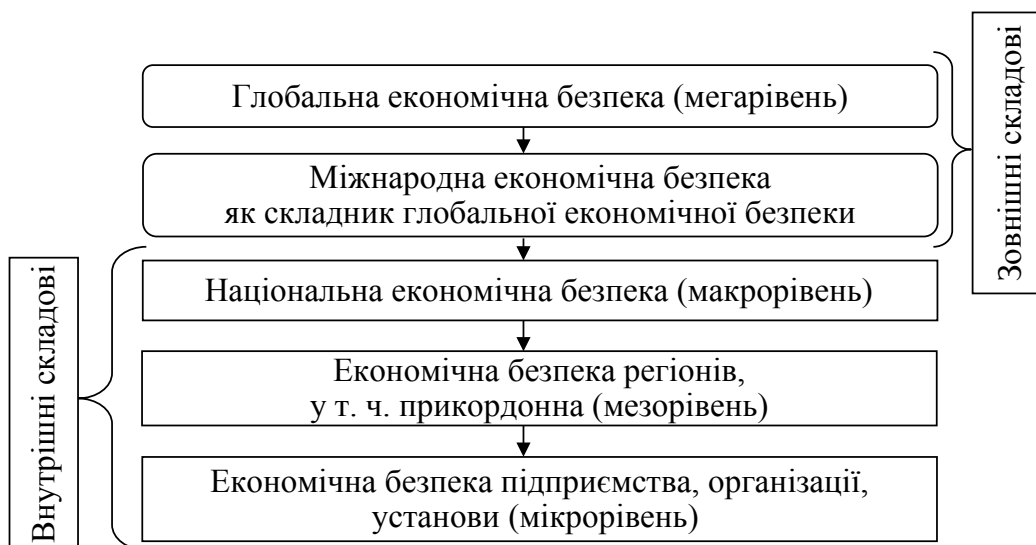 Зовнішні складові
Глобальна економічна безпека (мегарівень)
Міжнародна економічна безпека
як складник глобальної економічної безпеки
Внутрішні складові
Національна економічна безпека (макрорівень)
Економічна безпека регіонів,
у т. ч. прикордонна (мезорівень)
Економічна безпека підприємства, організації,
установи (мікрорівень)